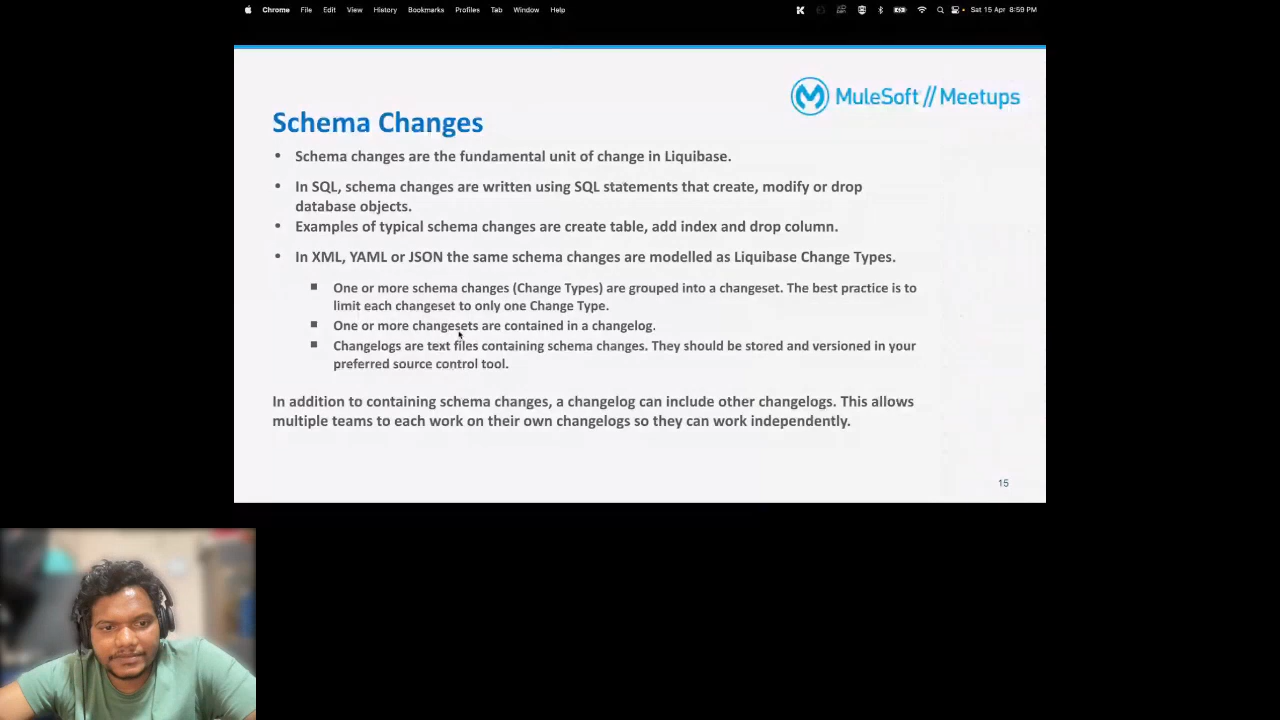 Chrome File Edit View History Bookmarks Profiles Tab Window Help Sat 15 Apr 8:59 PM
MuleSoft // Meetups
Schema Changes
• Schema changes are the fundamental unit of change in Liquibase.
• In SQL, schema changes are written using SQL statements that create, modify or drop
database objects.
• Examples of typical schema changes are create table, add index and drop column.
• In XML, YAML or JSON the same schema changes are modelled as Liquibase Change Types.
▪ One or more schema changes (Change Types) are grouped into a changeset. The best practice is to
limit each changeset to only one Change Type.
▪ One or more changesets are contained in a changelog.
▪ Changelogs are text files containing schema changes. They should be stored and versioned in your
preferred source control tool.
In addition to containing schema changes, a changelog can include other changelogs. This allows
multiple teams to each work on their own changelogs so they can work independently.
15